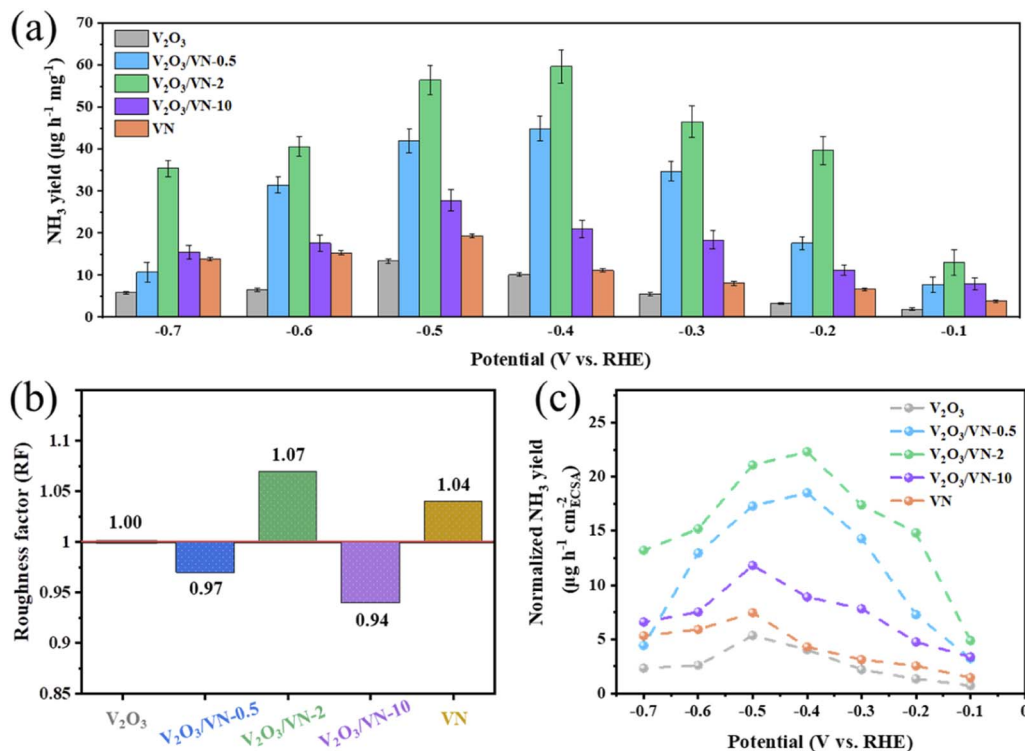 (a)
70
60
50
40
30
20
10
0
NH₃ yield (μg h⁻¹ mg⁻¹)
V₂O₃
V₂O₃/VN-0.5
V₂O₃/VN-2
V₂O₃/VN-10
VN
-0.7 -0.6 -0.5 -0.4 -0.3 -0.2 -0.1
Potential (V vs. RHE)
(b)
1.1
1.05
1
0.95
0.9
0.85
Roughness factor (RF)
1.00
0.97
1.07
0.94
1.04
V₂O₃ V₂O₃/VN-0.5 V₂O₃/VN-2 V₂O₃/VN-10 VN
(c)
25
20
15
10
5
0
Normalized NH₃ yield
(μg h⁻¹ cm⁻²ECSA)
V₂O₃
V₂O₃/VN-0.5
V₂O₃/VN-2
V₂O₃/VN-10
VN
-0.7 -0.6 -0.5 -0.4 -0.3 -0.2 -0.1 0
Potential (V vs. RHE)